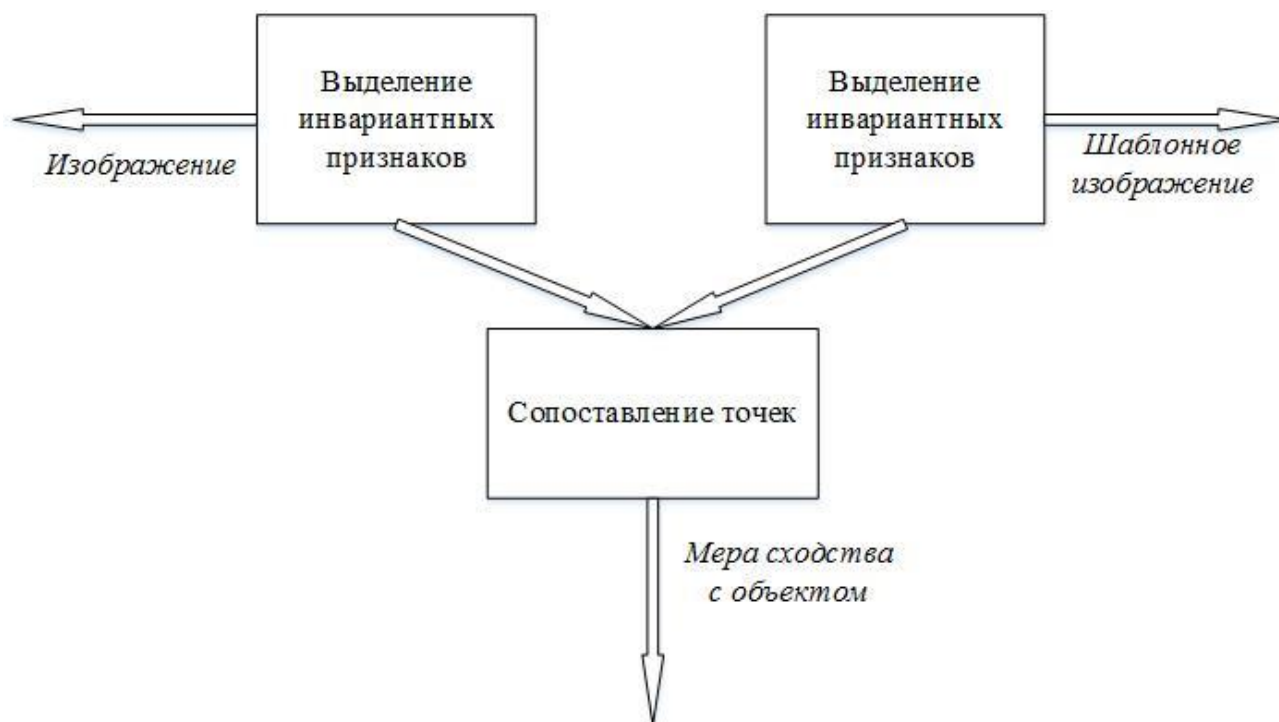 Выделение
инвариантных
признаков
Выделение
инвариантных
признаков
Изображение
Шаблонное
изображение
Сопоставление точек
Мера сходства
с объектом